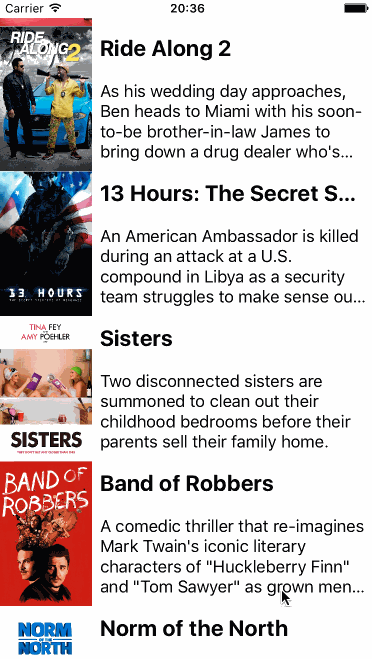 Carrier
20:36
RIDE
ALONG 2
Ride Along 2
As his wedding day approaches,
Ben heads to Miami with his soon-
to-be brother-in-law James to
bring down a drug dealer who's...
13 HOURS
13 Hours: The Secret S...
An American Ambassador is killed
during an attack at a U.S.
compound in Libya as a security
team struggles to make sense ou...
TINA FEY
AMY POEHLER
SISTERS
Sisters
Two disconnected sisters are
summoned to clean out their
childhood bedrooms before their
parents sell their family home.
BAND OF
ROBBERS
Band of Robbers
A comedic thriller that re-imagines
Mark Twain's iconic literary
characters of "Huckleberry Finn"
and "Tom Sawyer" as grown men...
NORM
OF THE
NORTH
Norm of the North